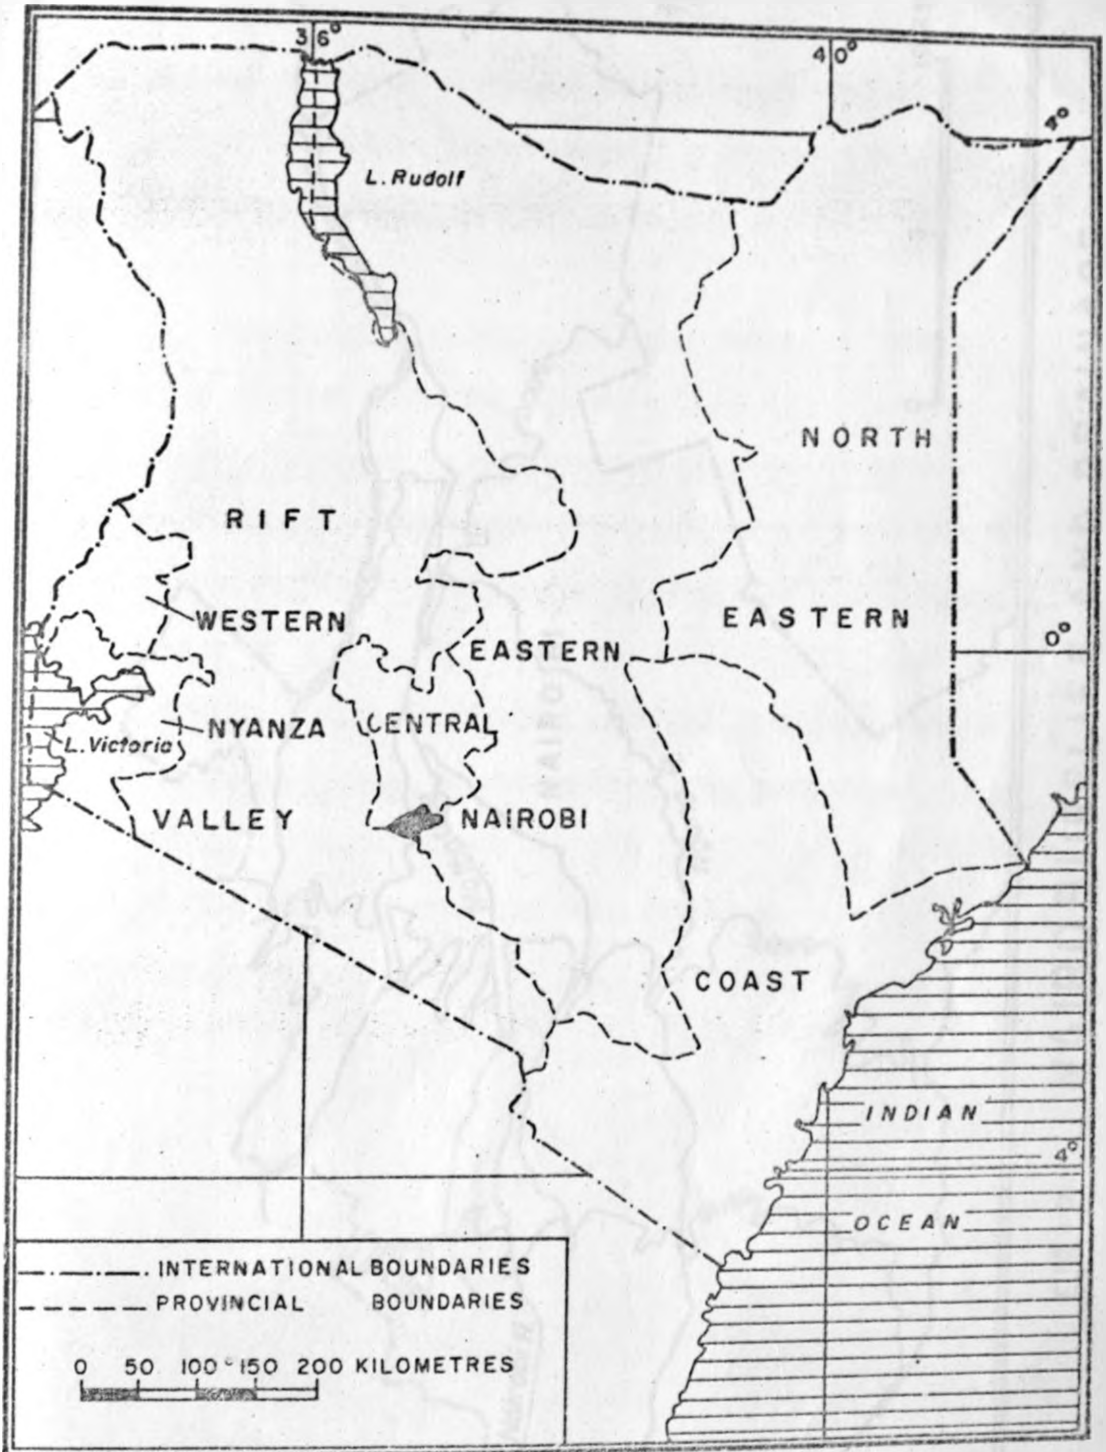 36°
40°
L. Rudolf
NORTH
RIFT
WESTERN
EASTERN
EASTERN
0°
NYANZA
CENTRAL
L. Victoria
VALLEY
NAIROBI
COAST
INDIAN
4°
OCEAN
INTERNATIONAL BOUNDARIES
PROVINCIAL BOUNDARIES
0 50 100 150 200 KILOMETRES
NAIROBI